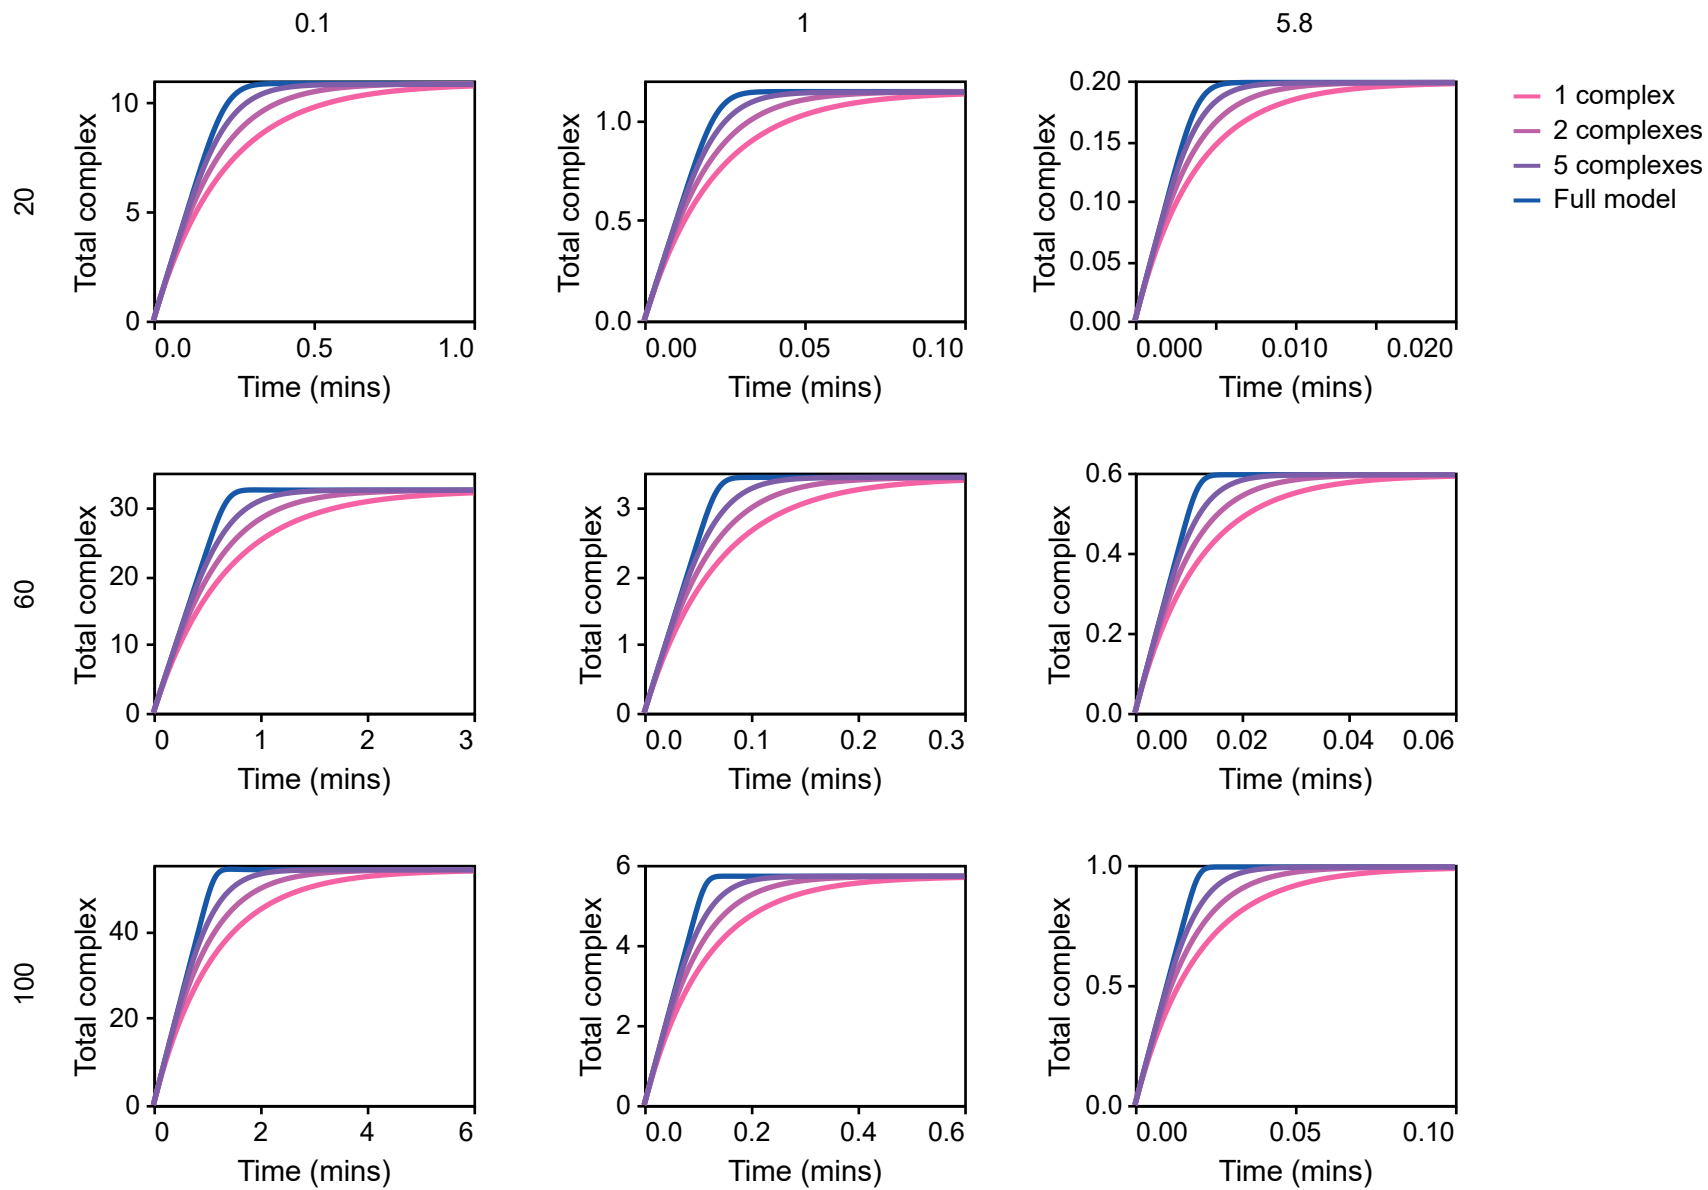 0.1 1 5.8
20
Total complex
10
5
0
0.0 0.5 1.0
Time (mins)
Total complex
1.0
0.5
0.0
0.00 0.05 0.10
Time (mins)
Total complex
0.20
0.15
0.10
0.05
0.00
0.000 0.010 0.020
Time (mins)
1 complex
2 complexes
5 complexes
Full model
60
Total complex
30
20
10
0
0 1 2 3
Time (mins)
Total complex
3
2
1
0
0.0 0.1 0.2 0.3
Time (mins)
Total complex
0.6
0.4
0.2
0.0
0.00 0.02 0.04 0.06
Time (mins)
100
Total complex
40
20
0
0 2 4 6
Time (mins)
Total complex
6
4
2
0
0.0 0.2 0.4 0.6
Time (mins)
Total complex
1.0
0.5
0.0
0.00 0.05 0.10
Time (mins)